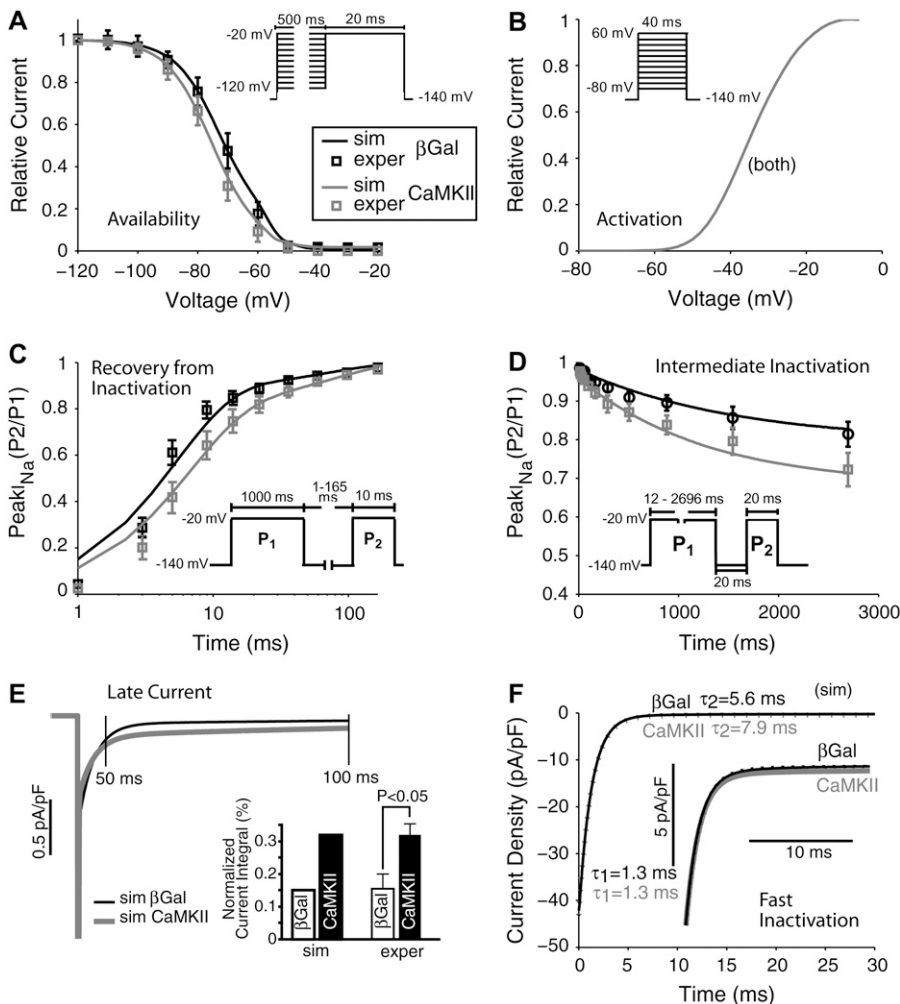 A
500 ms 20 ms
-20 mV
-120 mV
-140 mV
1
0.8
0.6
0.4
0.2
0
Relative Current
Availability
sim
exper
βGal
sim
exper
CaMKII
−120 −100 −80 −60 −40 −20
Voltage (mV)
B
40 ms
60 mV
-80 mV
-140 mV
1
0.8
0.6
0.4
0.2
0
Relative Current
(both)
Activation
−80 −60 −40 −20 0
Voltage (mV)
C
Recovery from
Inactivation
1
0.8
0.6
0.4
0.2
0
PeakINa(P2/P1)
1000 ms
1-165
ms
10 ms
-20 mV
P1
P2
-140 mV
1 10 100
Time (ms)
D
Intermediate Inactivation
1
0.9
0.8
0.7
0.6
0.5
0.4
PeakINa(P2/P1)
12 - 2696 ms
20 ms
-20 mV
P1
P2
-140 mV
20 ms
0 1000 2000 3000
Time (ms)
E
Late Current
50 ms
100 ms
0.5 pA/pF
sim βGal
sim CaMKII
Normalized
Current Integral (%)
0.3
0.15
0
P<0.05
βGal
CaMKII
βGal
CaMKII
sim
exper
F
(sim)
βGal τ2=5.6 ms
CaMKII τ2=7.9 ms
0
−10
−20
−30
−40
−50
Current Density (pA/pF)
βGal
CaMKII
5 pA/pF
10 ms
τ1=1.3 ms
τ1=1.3 ms
Fast
Inactivation
0 5 10 15 20 25 30
Time (ms)